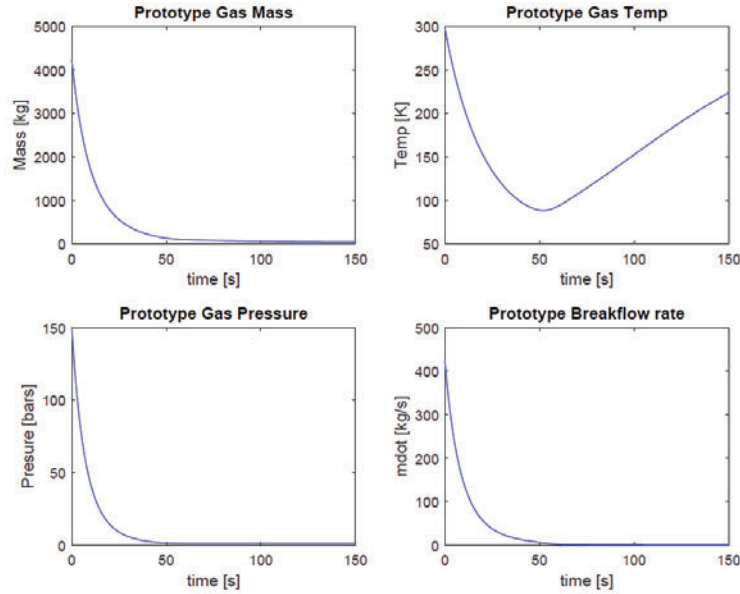 Prototype Gas Mass
5000
4000
3000
2000
1000
0
Mass [kg]
0 50 100 150
time [s]
Prototype Gas Temp
300
250
200
150
100
50
Temp [K]
0 50 100 150
time [s]
Prototype Gas Pressure
150
100
50
0
Presure [bars]
0 50 100 150
time [s]
Prototype Breakflow rate
500
400
300
200
100
0
mdot [kg/s]
0 50 100 150
time [s]